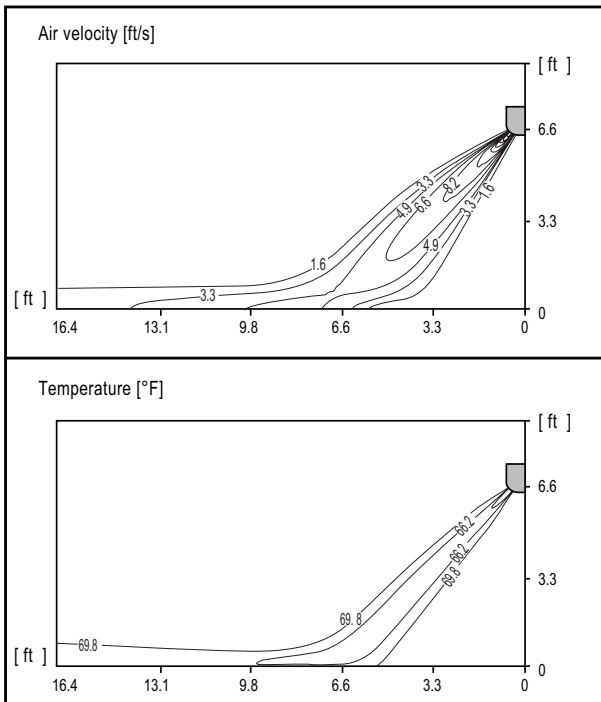 Air velocity [ft/s]
[ ft ]
6.6
3.3
0
3.3
8.2
6.6
4.9
3.3
1.6
4.9
1.6
3.3
[ ft ]
16.4 13.1 9.8 6.6 3.3 0
Temperature [°F]
[ ft ]
6.6
3.3
0
66.2
66.2
69.8
69. 8
69.8
[ ft ]
16.4 13.1 9.8 6.6 3.3 0